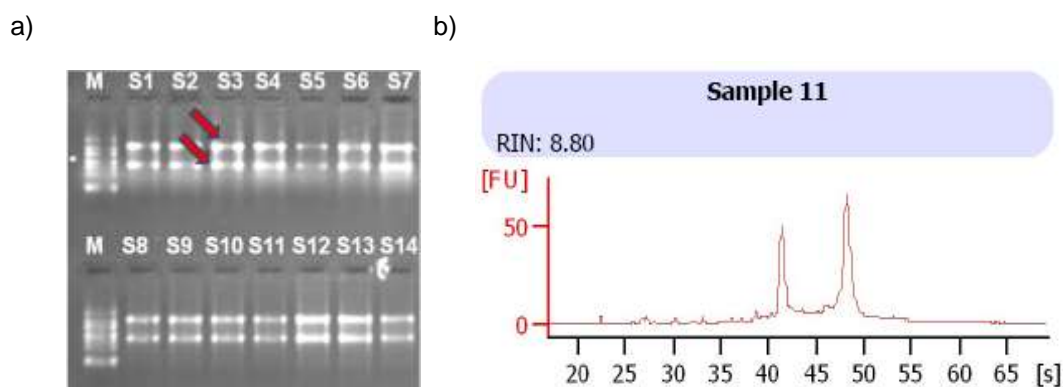 a)
b)
M S1 S2 S3 S4 S5 S6 S7
M S8 S9 S10 S11 S12 S13 S14
Sample 11
RIN: 8.80
[FU]
50
0
20 25 30 35 40 45 50 55 60 65 [s]